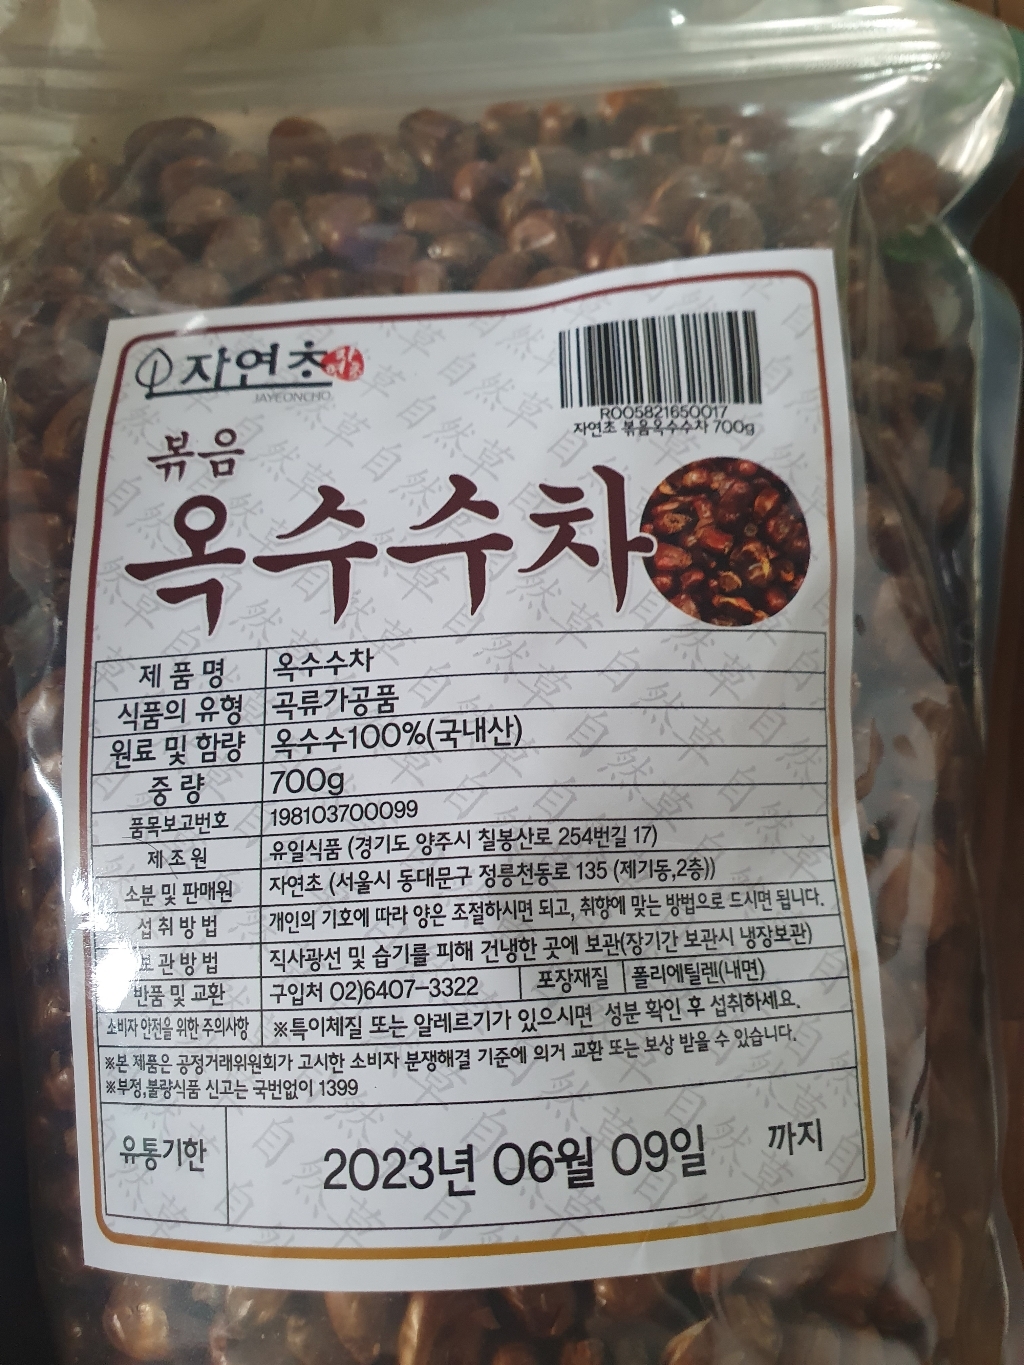 자연초
JAYEONCHO.
R005821650017
자연초 볶음옥수수차 700g
볶음
옥수수차
제품명 옥수수차
식품의 유형 곡류가공품
원료 및 함량 옥수수100%(국내산)
중량 700g
품목보고번호 198103700099
제조원 유일식품 (경기도 양주시 칠봉산로 254번길 17)
소분 및 판매원 자연초 (서울시 동대문구 정릉천동로 135 (제기동,2층))
섭취방법 개인의 기호에 따라 양은 조절하시면 되고, 취향에 맞는 방법으로 드시면 됩니다.
보관방법 직사광선 및 습기를 피해 건냉한 곳에 보관(장기간 보관시 냉장보관)
반품 및 교환 구입처 02)6407-3322 포장재질 폴리에틸렌(내면)
소비자 안전을 위한 주의사항 ※특이체질 또는 알레르기가 있으시면 성분 확인 후 섭취하세요.
※본 제품은 공정거래위원회가 고시한 소비자 분쟁해결 기준에 의거 교환 또는 보상 받을 수 있습니다.
※부정,불량식품 신고는 국번없이 1399
유통기한 2023년 06월 09일 까지